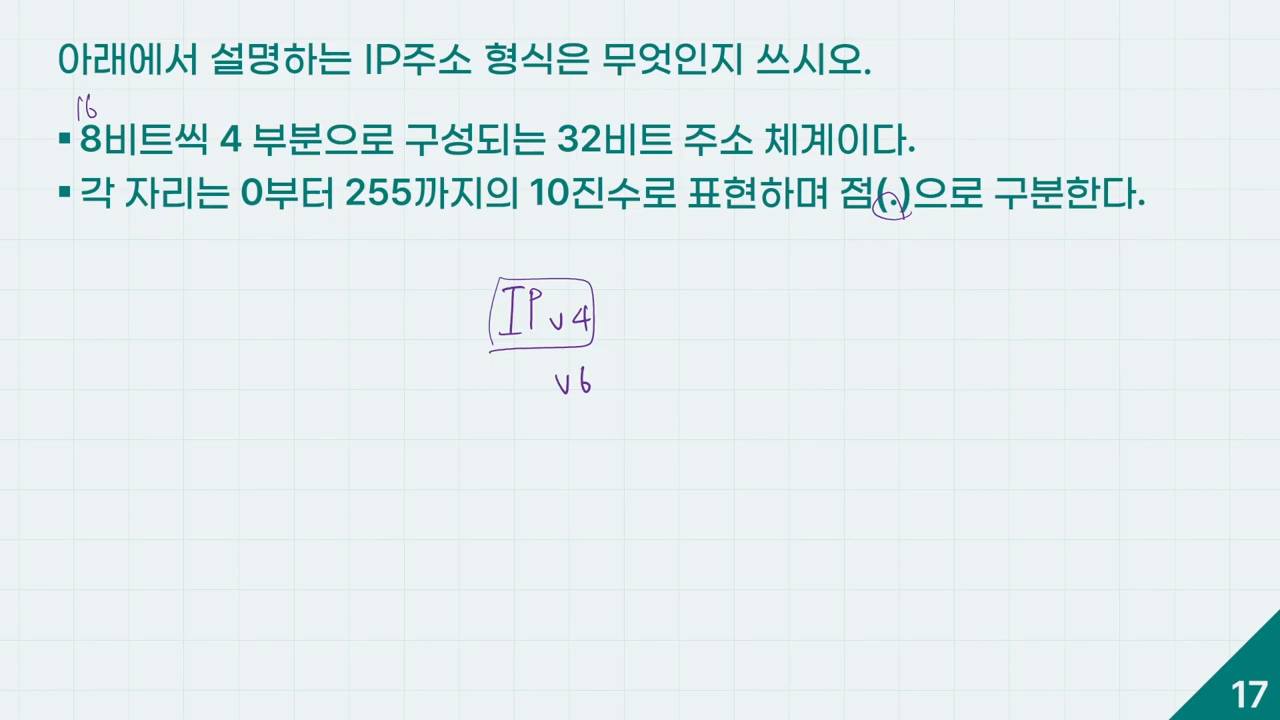 아래에서 설명하는 IP주소 형식은 무엇인지 쓰시오.
16
▪ 8비트씩 4 부분으로 구성되는 32비트 주소 체계이다.
▪ 각 자리는 0부터 255까지의 10진수로 표현하며 점(.)으로 구분한다.
IPv4
v6
17